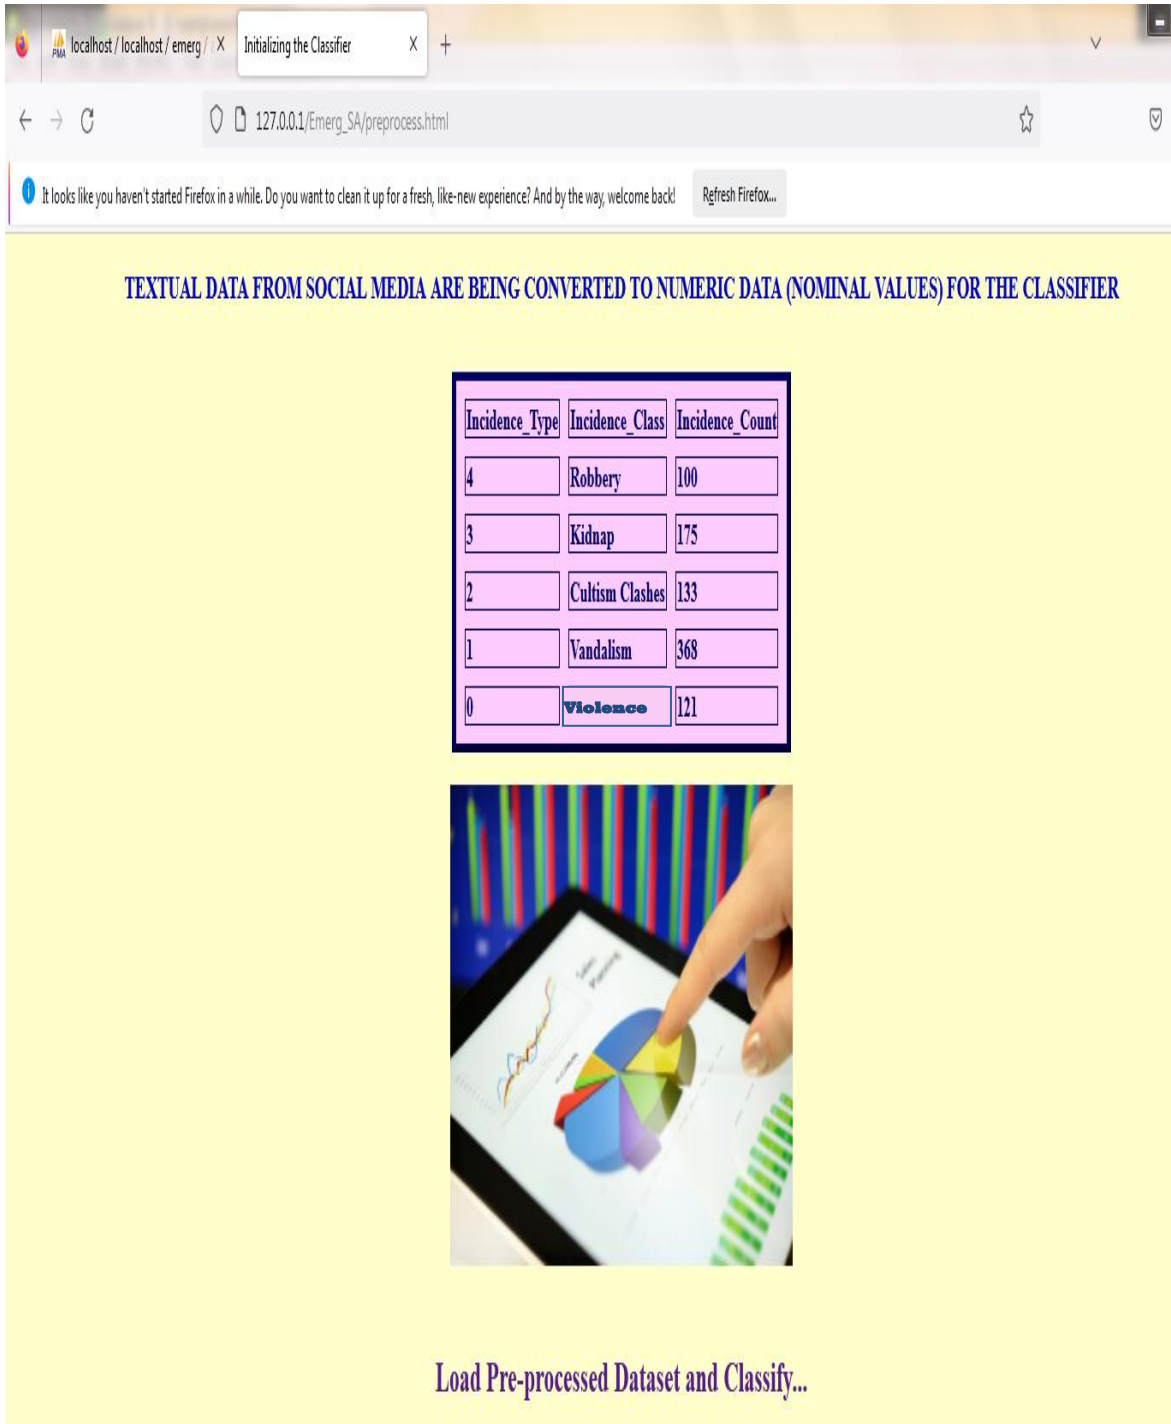 PMA localhost / localhost / emerg / X Initializing the Classifier X +
127.0.0.1/Emerg_SA/preprocess.html
It looks like you haven't started Firefox in a while. Do you want to clean it up for a fresh, like-new experience? And by the way, welcome back! Refresh Firefox...
TEXTUAL DATA FROM SOCIAL MEDIA ARE BEING CONVERTED TO NUMERIC DATA (NOMINAL VALUES) FOR THE CLASSIFIER
Incidence_Type Incidence_Class Incidence_Count
4 Robbery 100
3 Kidnap 175
2 Cultism Clashes 133
1 Vandalism 368
0 Violence 121
Sales
Planning
Load Pre-processed Dataset and Classify...